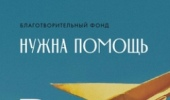 БЛАГОТВОРИТЕЛЬНЫЙ ФОНД
НУЖНА ПОМОЩЬ